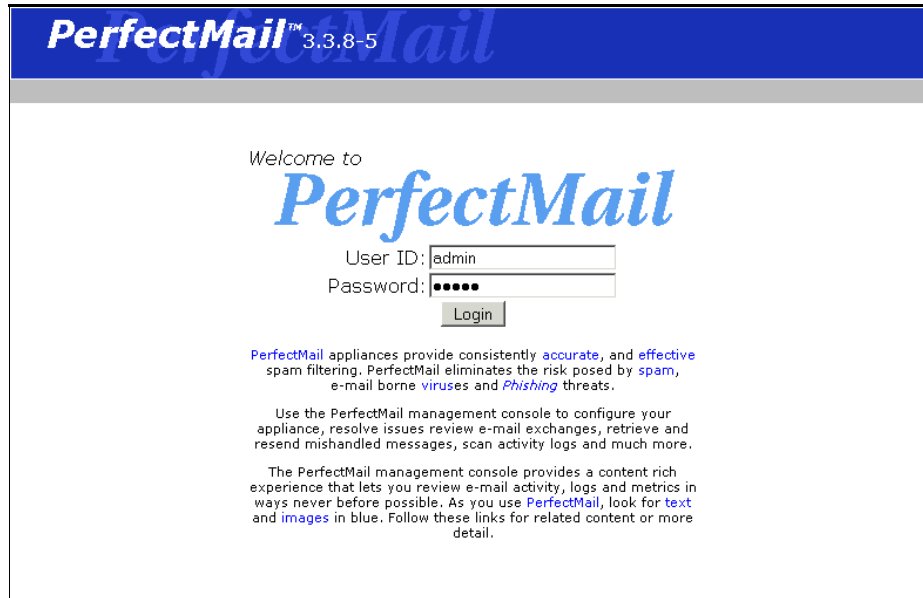 PerfectMail™ 3.3.8-5
PerfectMail
Welcome to
PerfectMail
User ID: admin
Password: •••••
Login
PerfectMail appliances provide consistently accurate, and effective
spam filtering. PerfectMail eliminates the risk posed by spam,
e-mail borne viruses and Phishing threats.
Use the PerfectMail management console to configure your
appliance, resolve issues review e-mail exchanges, retrieve and
resend mishandled messages, scan activity logs and much more.
The PerfectMail management console provides a content rich
experience that lets you review e-mail activity, logs and metrics in
ways never before possible. As you use PerfectMail, look for text
and images in blue. Follow these links for related content or more
detail.